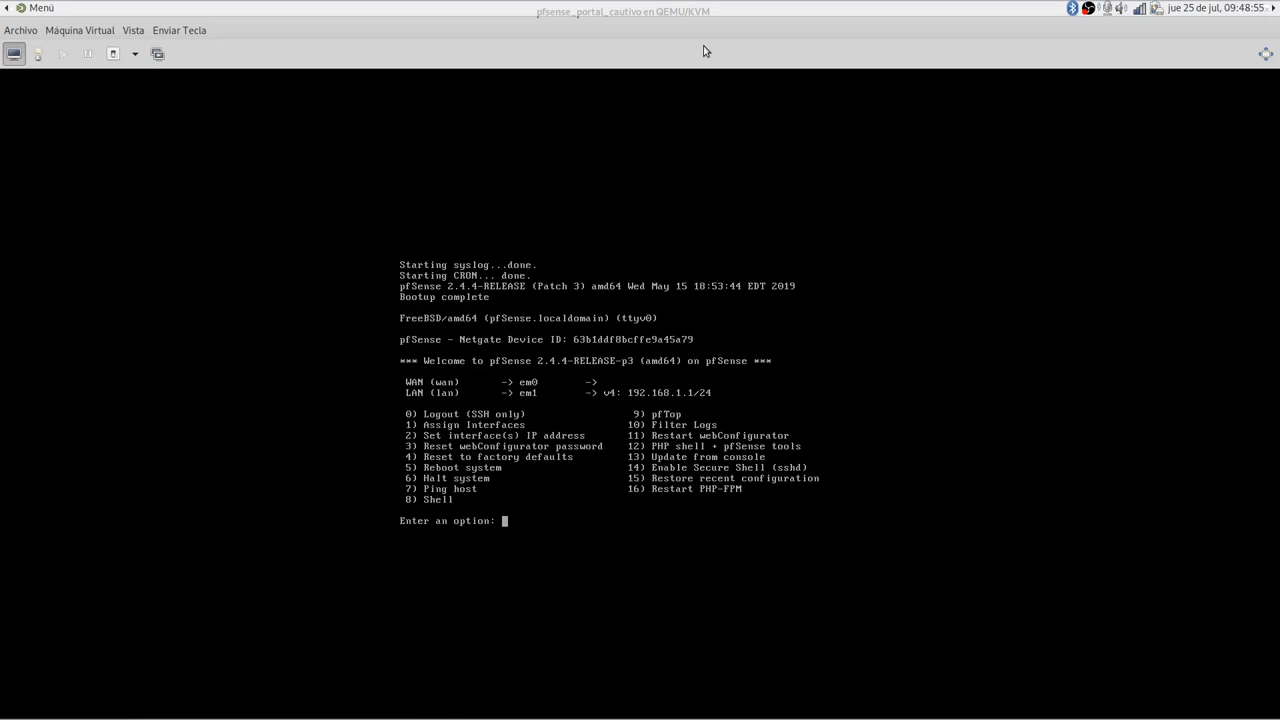 Menú
pfsense_portal_cautivo en QEMU/KVM
jue 25 de jul, 09:48:55
Archivo Máquina Virtual Vista Enviar Tecla
Starting syslog...done.
Starting CRON... done.
pfSense 2.4.4-RELEASE (Patch 3) amd64 Wed May 15 18:53:44 EDT 2019
Bootup complete
FreeBSD/amd64 (pfSense.localdomain) (ttyv0)
pfSense - Netgate Device ID: 63b1ddf8bcffe9a45a79
*** Welcome to pfSense 2.4.4-RELEASE-p3 (amd64) on pfSense ***
WAN (wan) -> em0 ->
LAN (lan) -> em1 -> v4: 192.168.1.1/24
0) Logout (SSH only) 9) pfTop
1) Assign Interfaces 10) Filter Logs
2) Set interface(s) IP address 11) Restart webConfigurator
3) Reset webConfigurator password 12) PHP shell + pfSense tools
4) Reset to factory defaults 13) Update from console
5) Reboot system 14) Enable Secure Shell (sshd)
6) Halt system 15) Restore recent configuration
7) Ping host 16) Restart PHP-FPM
8) Shell
Enter an option: